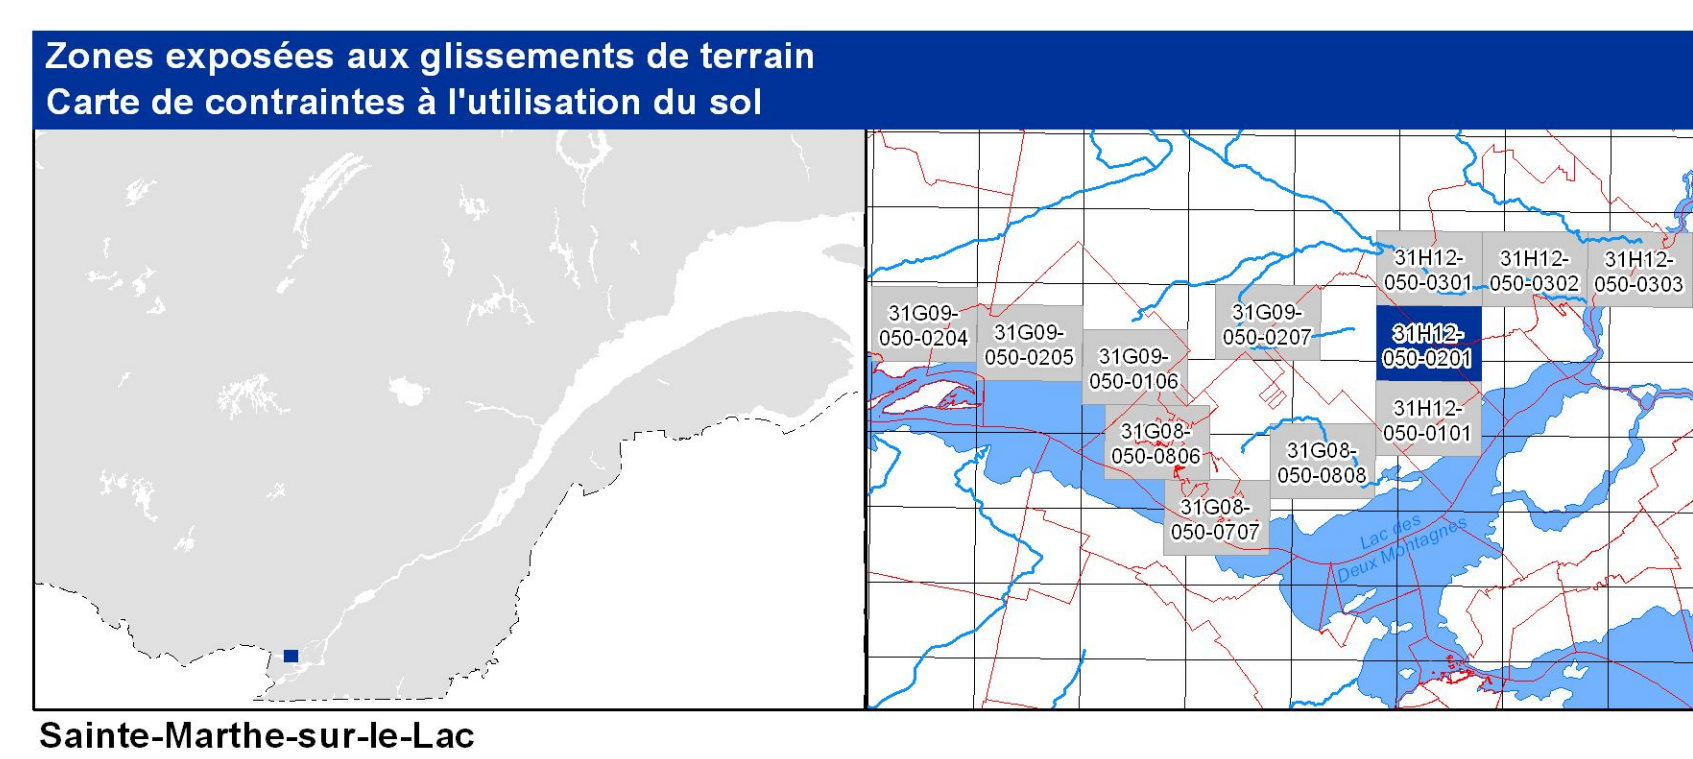 Zones exposées aux glissements de terrain
Carte de contraintes à l'utilisation du sol
31H12-
050-0301
31H12-
050-0302
31H12-
050-0303
31G09-
050-0204
31G09-
050-0205
31G09-
050-0106
31G09-
050-0207
31H12-
050-0201
31H12-
050-0101
31G08-
050-0806
31G08-
050-0808
31G08-
050-0707
Lac des
Deux Montagnes
Sainte-Marthe-sur-le-Lac